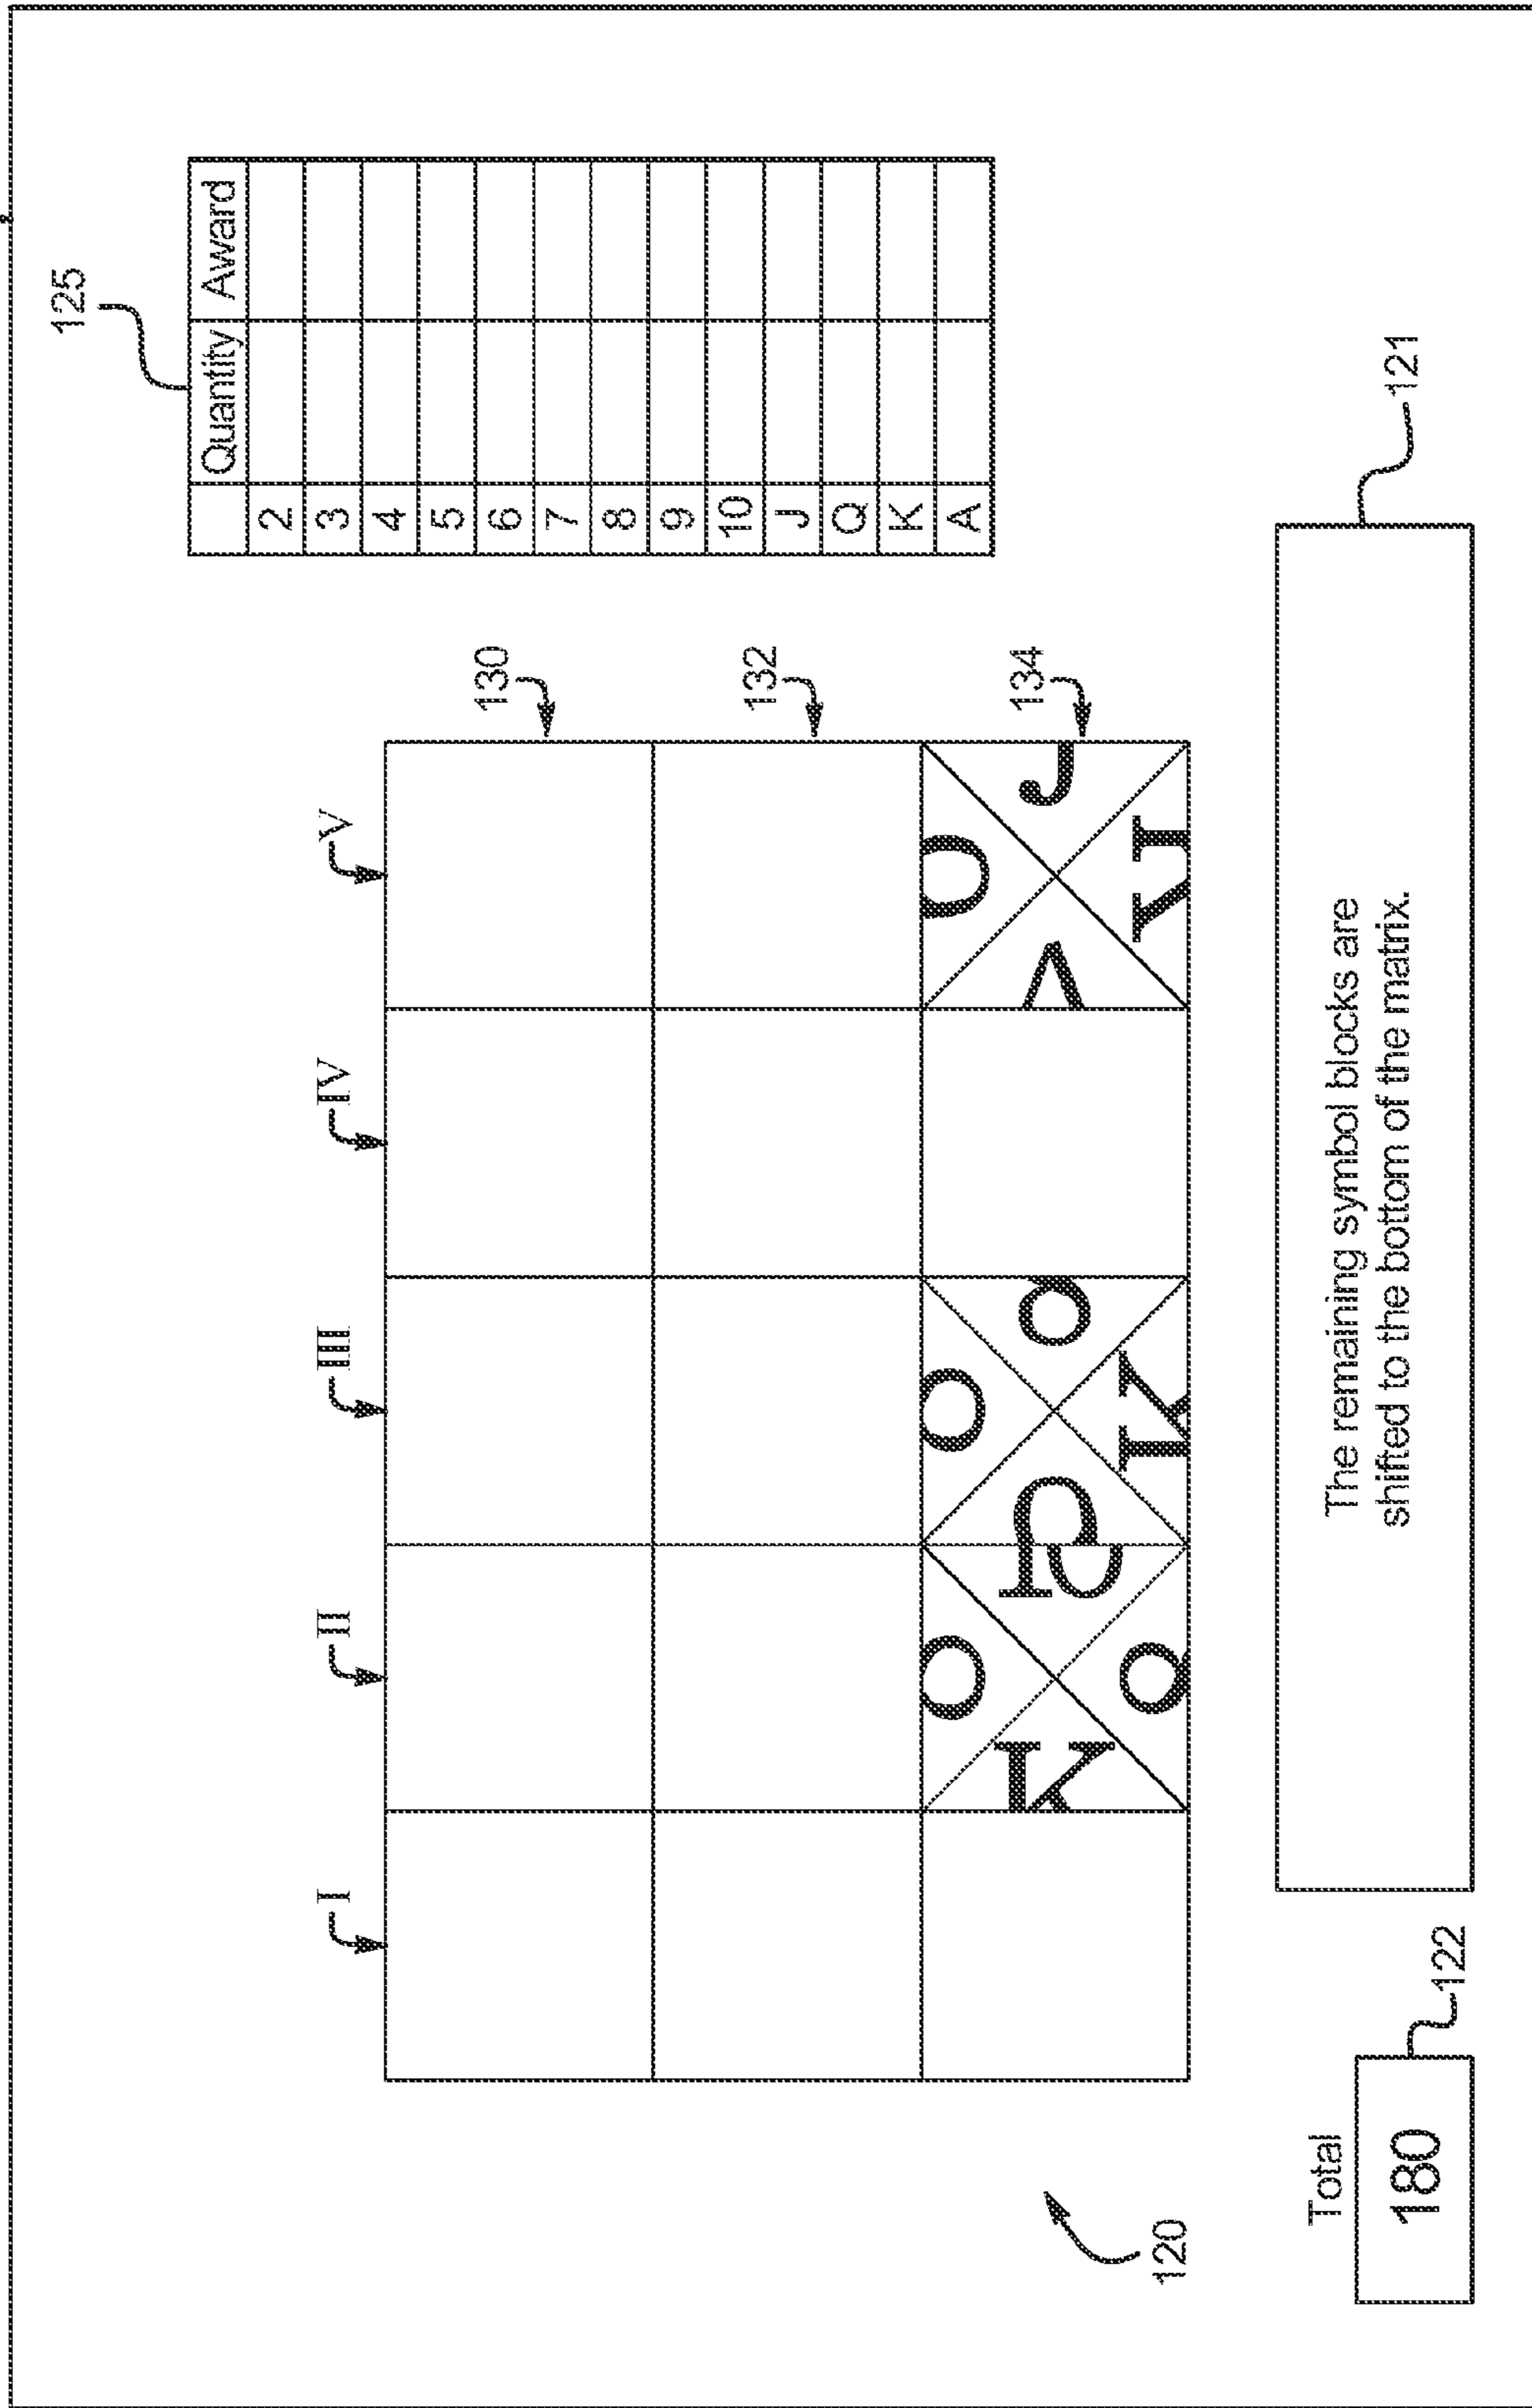 125
Quantity Award
2
3
4
5
6
7
8
9
10
J
Q
K
A
I II III IV V
130
132
134
K J
K
120
Total
180
122
The remaining symbol blocks are
shifted to the bottom of the matrix.
121